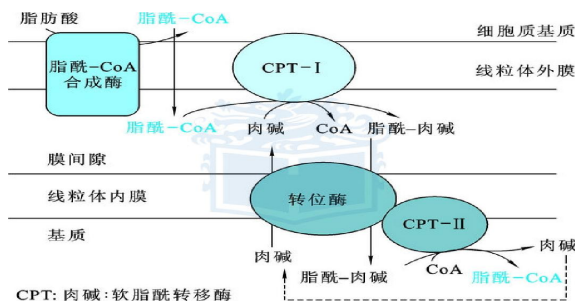 脂肪酸 脂酰-CoA
细胞质基质
脂酰-CoA
合成酶
CPT-Ⅰ
线粒体外膜
脂酰-CoA 肉碱 CoA 脂酰-肉碱
膜间隙
线粒体内膜
转位酶
基质
CPT-Ⅱ
肉碱 肉碱
脂酰-肉碱 CoA 脂酰-CoA
CPT: 肉碱:软脂酰转移酶